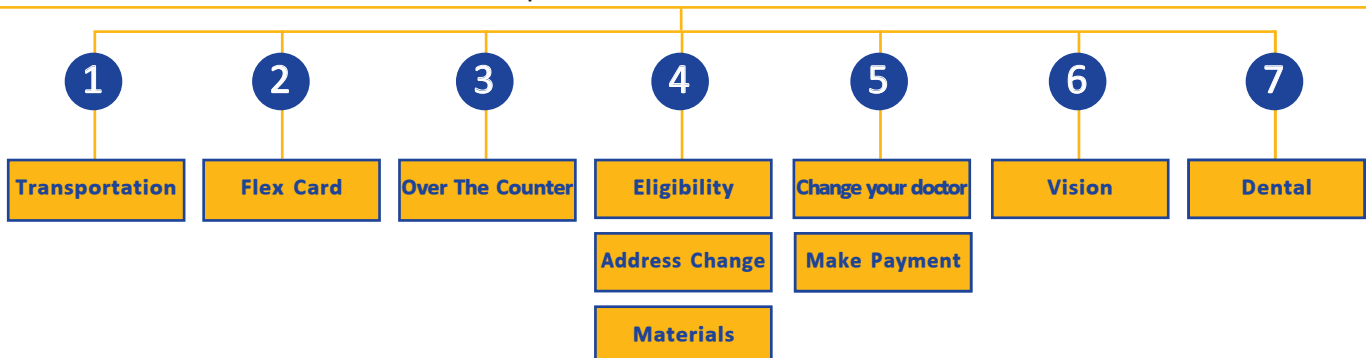 1
2
3
4
5
6
7
Transportation
Flex Card
Over The Counter
Eligibility
Change your doctor
Vision
Dental
Address Change
Make Payment
Materials